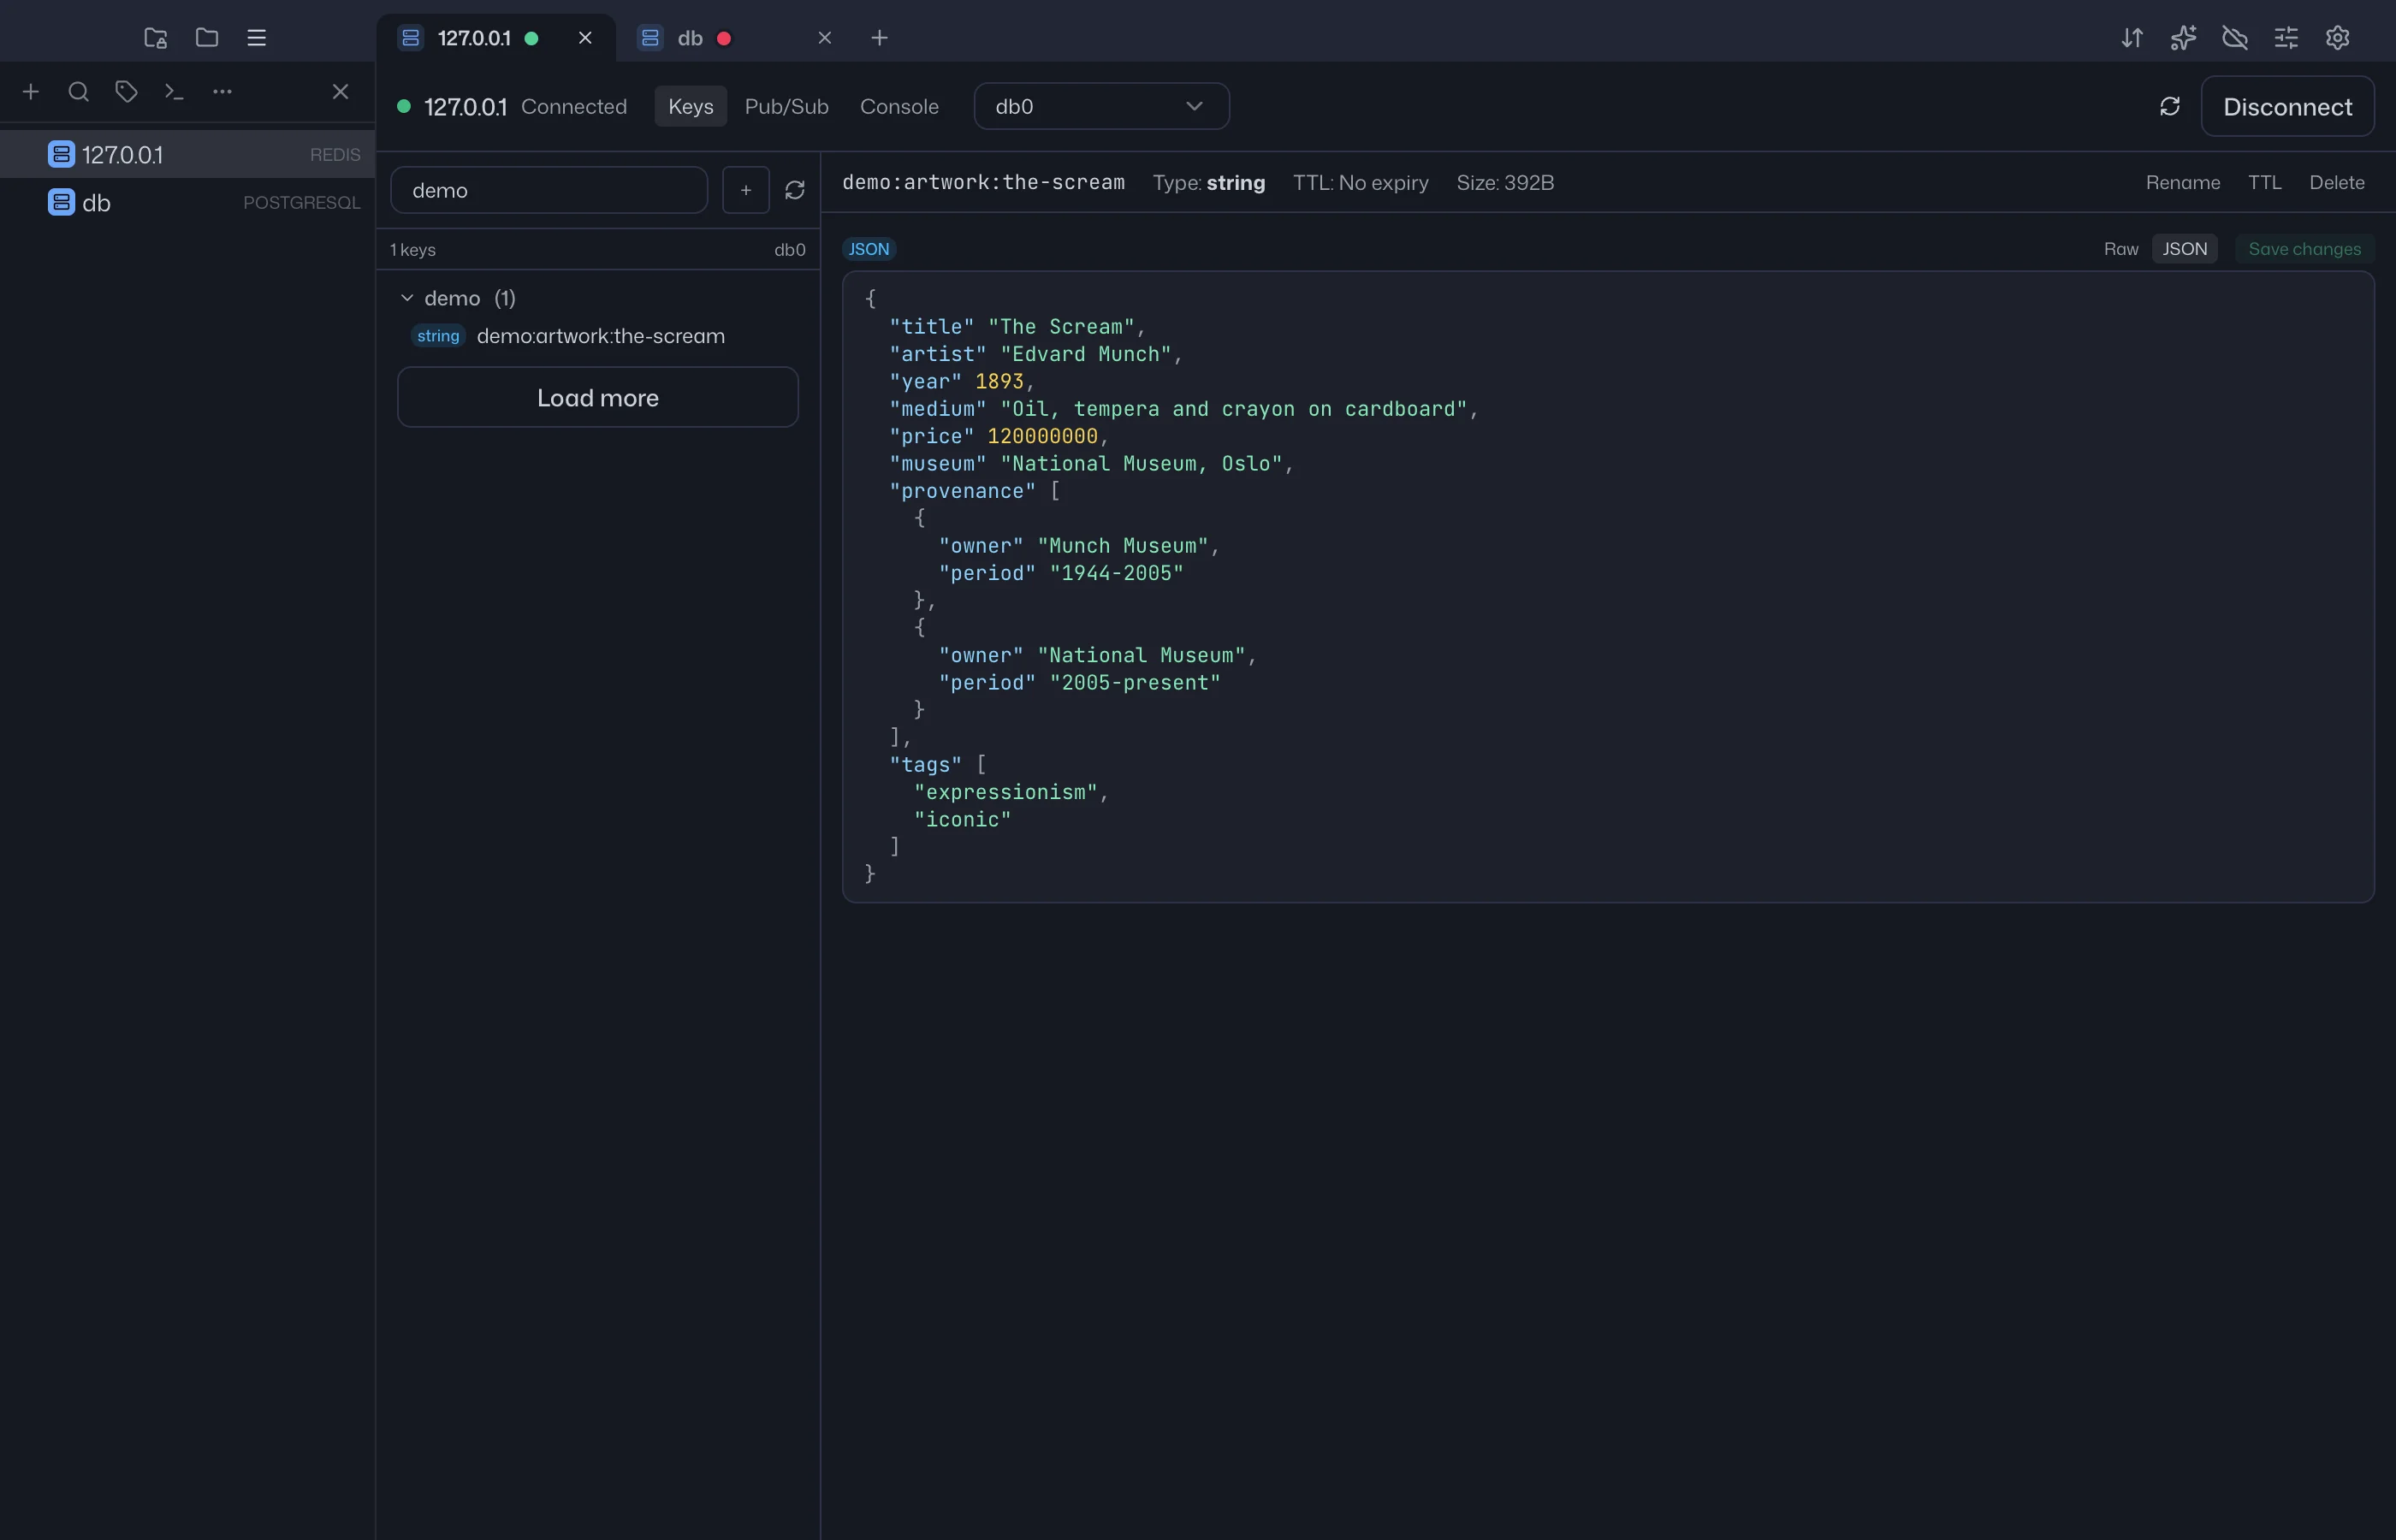 127.0.0.1
db
127.0.0.1 Connected Keys Pub/Sub Console db0 Disconnect
127.0.0.1 REDIS
db POSTGRESQL
demo +
1 keys db0
demo (1)
string demo:artwork:the-scream
Load more
demo:artwork:the-scream Type: string TTL: No expiry Size: 392B Rename TTL Delete
JSON Raw JSON Save changes
{
"title" "The Scream",
"artist" "Edvard Munch",
"year" 1893,
"medium" "Oil, tempera and crayon on cardboard",
"price" 120000000,
"museum" "National Museum, Oslo",
"provenance" [
{
"owner" "Munch Museum",
"period" "1944-2005"
},
{
"owner" "National Museum",
"period" "2005-present"
}
],
"tags" [
"expressionism",
"iconic"
]
}